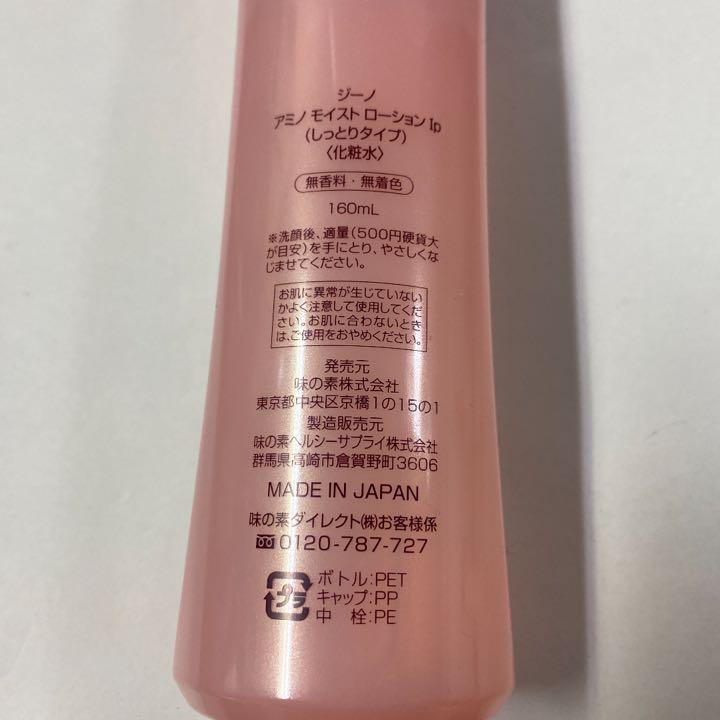 ジーノ
アミノ モイスト ローション Ip
(しっとりタイプ)
〈化粧水〉
無香料・無着色
160mL
※洗顔後、適量(500円硬貨大
が目安)を手にとり、やさしくな
じませてください。
お肌に異常が生じていない
かよく注意して使用してくだ
さい。お肌に合わないとき
は、ご使用をおやめください。
発売元
味の素株式会社
東京都中央区京橋1の15の1
製造販売元
味の素ヘルシーサプライ株式会社
群馬県高崎市倉賀野町3606
MADE IN JAPAN
味の素ダイレクト㈱お客様係
0120-787-727
プラ
ボトル:PET
キャップ:PP
中 栓:PE